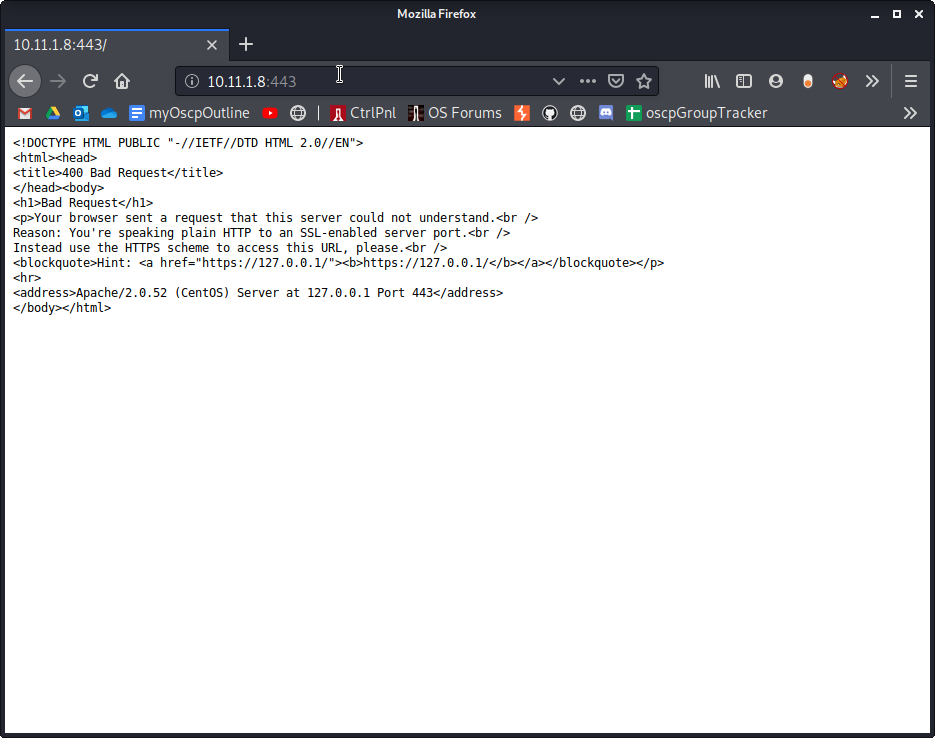 Mozilla Firefox
10.11.1.8:443/
10.11.1.8:443
myOscpOutline
CtrlPnl
OS Forums
oscpGroupTracker
<!DOCTYPE HTML PUBLIC "-//IETF//DTD HTML 2.0//EN">
<html><head>
<title>400 Bad Request</title>
</head><body>
<h1>Bad Request</h1>
<p>Your browser sent a request that this server could not understand.<br />
Reason: You're speaking plain HTTP to an SSL-enabled server port.<br />
Instead use the HTTPS scheme to access this URL, please.<br />
<blockquote>Hint: <a href="https://127.0.0.1/"><b>https://127.0.0.1/</b></a></blockquote></p>
<hr>
<address>Apache/2.0.52 (CentOS) Server at 127.0.0.1 Port 443</address>
</body></html>